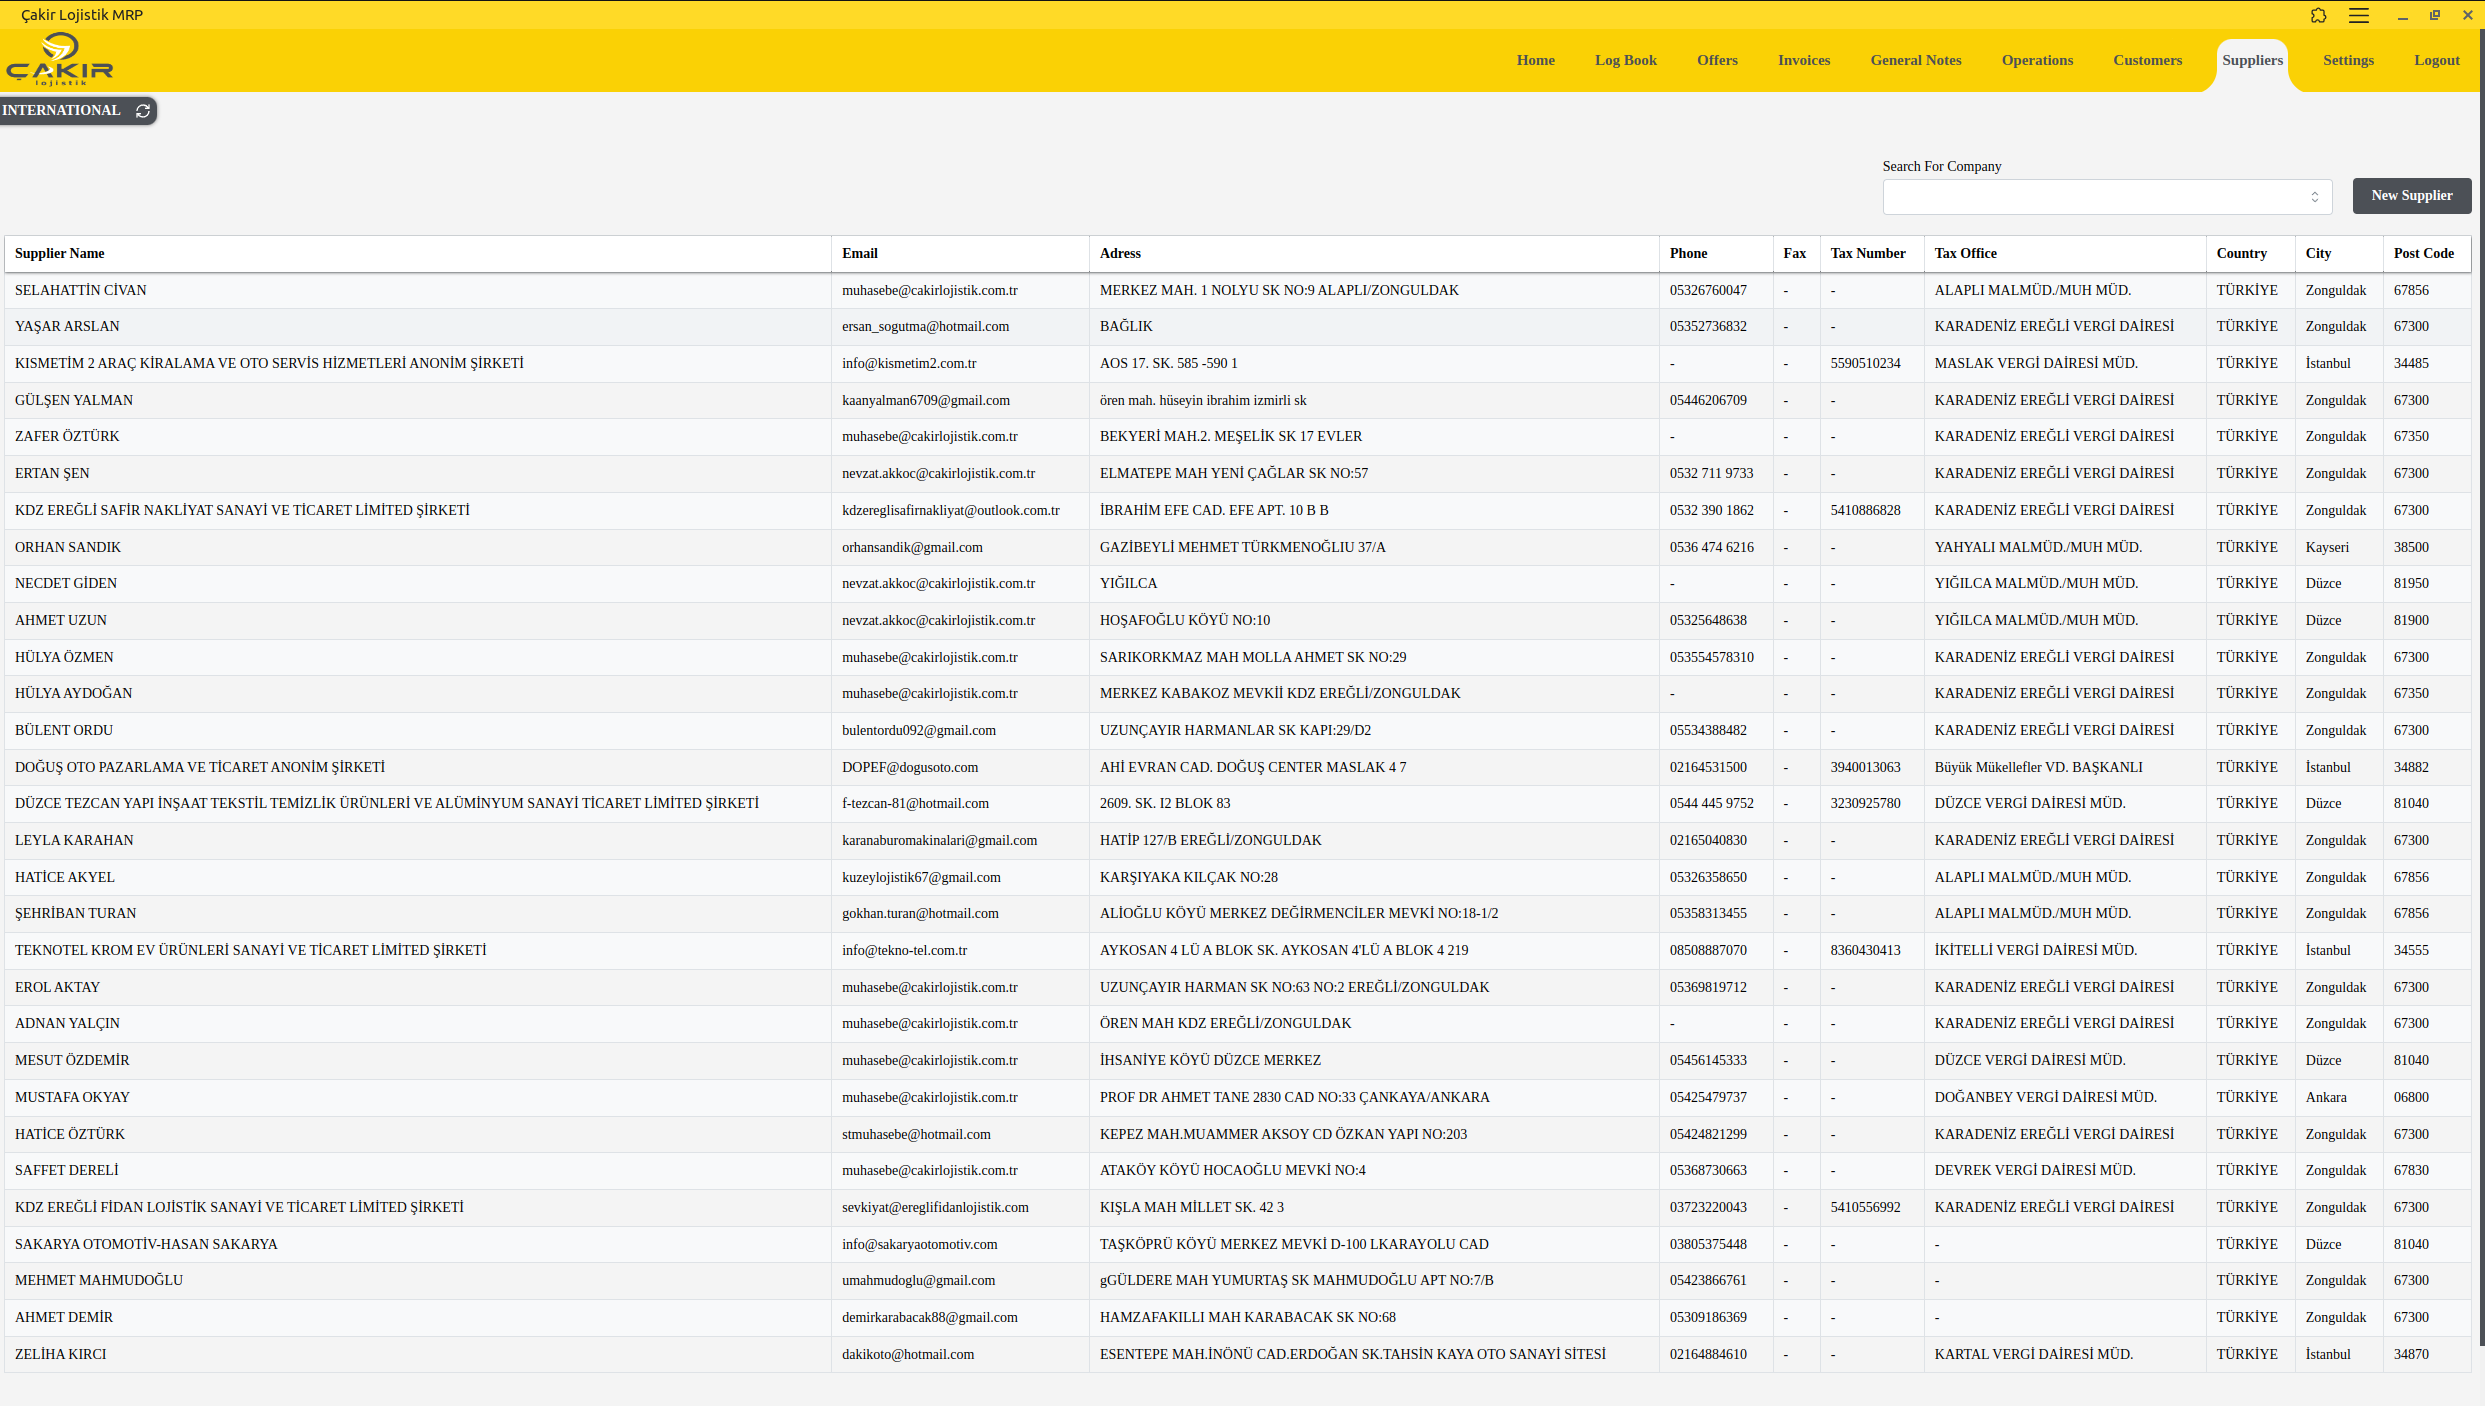 Çakir Lojistik MRP
ÇAKIR
lojistik
Home Log Book Offers Invoices General Notes Operations Customers Suppliers Settings Logout
INTERNATIONAL
Search For Company
New Supplier
Supplier Name Email Adress Phone Fax Tax Number Tax Office Country City Post Code
SELAHATTİN CİVAN muhasebe@cakirlojistik.com.tr MERKEZ MAH. 1 NOLYU SK NO:9 ALAPLI/ZONGULDAK 05326760047 - - ALAPLI MALMÜD./MUH MÜD. TÜRKİYE Zonguldak 67856
YAŞAR ARSLAN ersan_sogutma@hotmail.com BAĞLIK 05352736832 - - KARADENİZ EREĞLİ VERGİ DAİRESİ TÜRKİYE Zonguldak 67300
KISMETİM 2 ARAÇ KİRALAMA VE OTO SERVİS HİZMETLERİ ANONİM ŞİRKETİ info@kismetim2.com.tr AOS 17. SK. 585 -590 1 - - 5590510234 MASLAK VERGİ DAİRESİ MÜD. TÜRKİYE İstanbul 34485
GÜLŞEN YALMAN kaanyalman6709@gmail.com ören mah. hüseyin ibrahim izmirli sk 05446206709 - - KARADENİZ EREĞLİ VERGİ DAİRESİ TÜRKİYE Zonguldak 67300
ZAFER ÖZTÜRK muhasebe@cakirlojistik.com.tr BEKYERİ MAH.2. MEŞELİK SK 17 EVLER - - - KARADENİZ EREĞLİ VERGİ DAİRESİ TÜRKİYE Zonguldak 67350
ERTAN ŞEN nevzat.akkoc@cakirlojistik.com.tr ELMATEPE MAH YENİ ÇAĞLAR SK NO:57 0532 711 9733 - - KARADENİZ EREĞLİ VERGİ DAİRESİ TÜRKİYE Zonguldak 67300
KDZ EREĞLİ SAFİR NAKLİYAT SANAYİ VE TİCARET LİMİTED ŞİRKETİ kdzereglisafirnakliyat@outlook.com.tr İBRAHİM EFE CAD. EFE APT. 10 B B 0532 390 1862 - 5410886828 KARADENİZ EREĞLİ VERGİ DAİRESİ TÜRKİYE Zonguldak 67300
ORHAN SANDIK orhansandik@gmail.com GAZİBEYLİ MEHMET TÜRKMENOĞLIU 37/A 0536 474 6216 - - YAHYALI MALMÜD./MUH MÜD. TÜRKİYE Kayseri 38500
NECDET GİDEN nevzat.akkoc@cakirlojistik.com.tr YIĞILCA - - - YIĞILCA MALMÜD./MUH MÜD. TÜRKİYE Düzce 81950
AHMET UZUN nevzat.akkoc@cakirlojistik.com.tr HOŞAFOĞLU KÖYÜ NO:10 05325648638 - - YIĞILCA MALMÜD./MUH MÜD. TÜRKİYE Düzce 81900
HÜLYA ÖZMEN muhasebe@cakirlojistik.com.tr SARIKORKMAZ MAH MOLLA AHMET SK NO:29 053554578310 - - KARADENİZ EREĞLİ VERGİ DAİRESİ TÜRKİYE Zonguldak 67300
HÜLYA AYDOĞAN muhasebe@cakirlojistik.com.tr MERKEZ KABAKOZ MEVKİİ KDZ EREĞLİ/ZONGULDAK - - - KARADENİZ EREĞLİ VERGİ DAİRESİ TÜRKİYE Zonguldak 67350
BÜLENT ORDU bulentordu092@gmail.com UZUNÇAYIR HARMANLAR SK KAPI:29/D2 05534388482 - - KARADENİZ EREĞLİ VERGİ DAİRESİ TÜRKİYE Zonguldak 67300
DOĞUŞ OTO PAZARLAMA VE TİCARET ANONİM ŞİRKETİ DOPEF@dogusoto.com AHİ EVRAN CAD. DOĞUŞ CENTER MASLAK 4 7 02164531500 - 3940013063 Büyük Mükellefler VD. BAŞKANLI TÜRKİYE İstanbul 34882
DÜZCE TEZCAN YAPI İNŞAAT TEKSTİL TEMİZLİK ÜRÜNLERİ VE ALÜMİNYUM SANAYİ TİCARET LİMİTED ŞİRKETİ f-tezcan-81@hotmail.com 2609. SK. I2 BLOK 83 0544 445 9752 - 3230925780 DÜZCE VERGİ DAİRESİ MÜD. TÜRKİYE Düzce 81040
LEYLA KARAHAN karanaburomakinalari@gmail.com HATİP 127/B EREĞLİ/ZONGULDAK 02165040830 - - KARADENİZ EREĞLİ VERGİ DAİRESİ TÜRKİYE Zonguldak 67300
HATİCE AKYEL kuzeylojistik67@gmail.com KARŞIYAKA KILÇAK NO:28 05326358650 - - ALAPLI MALMÜD./MUH MÜD. TÜRKİYE Zonguldak 67856
ŞEHRİBAN TURAN gokhan.turan@hotmail.com ALİOĞLU KÖYÜ MERKEZ DEĞİRMENCİLER MEVKİ NO:18-1/2 05358313455 - - ALAPLI MALMÜD./MUH MÜD. TÜRKİYE Zonguldak 67856
TEKNOTEL KROM EV ÜRÜNLERİ SANAYİ VE TİCARET LİMİTED ŞİRKETİ info@tekno-tel.com.tr AYKOSAN 4 LÜ A BLOK SK. AYKOSAN 4'LÜ A BLOK 4 219 08508887070 - 8360430413 İKİTELLİ VERGİ DAİRESİ MÜD. TÜRKİYE İstanbul 34555
EROL AKTAY muhasebe@cakirlojistik.com.tr UZUNÇAYIR HARMAN SK NO:63 NO:2 EREĞLİ/ZONGULDAK 05369819712 - - KARADENİZ EREĞLİ VERGİ DAİRESİ TÜRKİYE Zonguldak 67300
ADNAN YALÇIN muhasebe@cakirlojistik.com.tr ÖREN MAH KDZ EREĞLİ/ZONGULDAK - - - KARADENİZ EREĞLİ VERGİ DAİRESİ TÜRKİYE Zonguldak 67300
MESUT ÖZDEMİR muhasebe@cakirlojistik.com.tr İHSANİYE KÖYÜ DÜZCE MERKEZ 05456145333 - - DÜZCE VERGİ DAİRESİ MÜD. TÜRKİYE Düzce 81040
MUSTAFA OKYAY muhasebe@cakirlojistik.com.tr PROF DR AHMET TANE 2830 CAD NO:33 ÇANKAYA/ANKARA 05425479737 - - DOĞANBEY VERGİ DAİRESİ MÜD. TÜRKİYE Ankara 06800
HATİCE ÖZTÜRK stmuhasebe@hotmail.com KEPEZ MAH.MUAMMER AKSOY CD ÖZKAN YAPI NO:203 05424821299 - - KARADENİZ EREĞLİ VERGİ DAİRESİ TÜRKİYE Zonguldak 67300
SAFFET DERELİ muhasebe@cakirlojistik.com.tr ATAKÖY KÖYÜ HOCAOĞLU MEVKİ NO:4 05368730663 - - DEVREK VERGİ DAİRESİ MÜD. TÜRKİYE Zonguldak 67830
KDZ EREĞLİ FİDAN LOJİSTİK SANAYİ VE TİCARET LİMİTED ŞİRKETİ sevkiyat@ereglifidanlojistik.com KIŞLA MAH MİLLET SK. 42 3 03723220043 - 5410556992 KARADENİZ EREĞLİ VERGİ DAİRESİ TÜRKİYE Zonguldak 67300
SAKARYA OTOMOTİV-HASAN SAKARYA info@sakaryaotomotiv.com TAŞKÖPRÜ KÖYÜ MERKEZ MEVKİ D-100 LKARAYOLU CAD 03805375448 - - - TÜRKİYE Düzce 81040
MEHMET MAHMUDOĞLU umahmudoglu@gmail.com gGÜLDERE MAH YUMURTAŞ SK MAHMUDOĞLU APT NO:7/B 05423866761 - - - TÜRKİYE Zonguldak 67300
AHMET DEMİR demirkarabacak88@gmail.com HAMZAFAKILLI MAH KARABACAK SK NO:68 05309186369 - - - TÜRKİYE Zonguldak 67300
ZELİHA KIRCI dakikoto@hotmail.com ESENTEPE MAH.İNÖNÜ CAD.ERDOĞAN SK.TAHSİN KAYA OTO SANAYİ SİTESİ 02164884610 - - KARTAL VERGİ DAİRESİ MÜD. TÜRKİYE İstanbul 34870